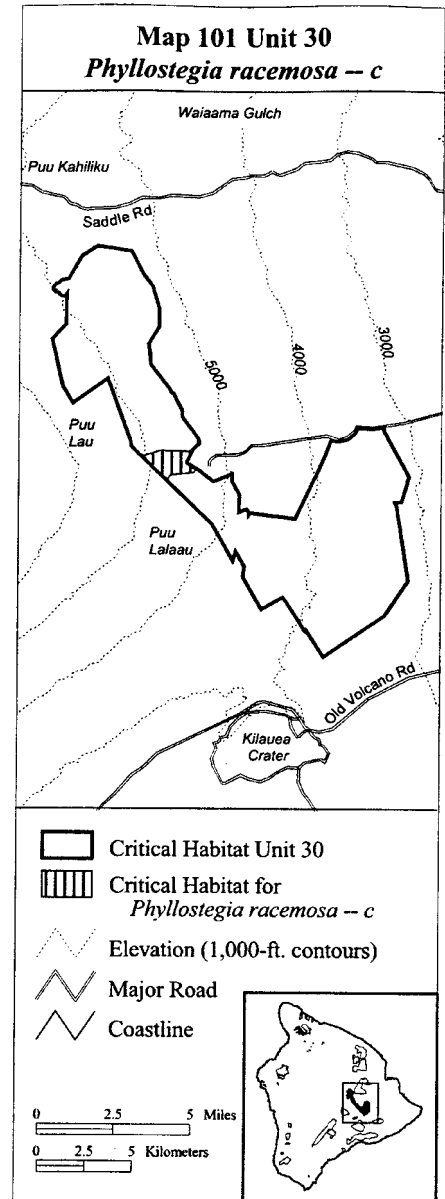 Map 101 Unit 30
Phyllostegia racemosa -- c
Waiaama Gulch
Puu Kahiliku
Saddle Rd
5000
4000
3000
Puu
Lau
Puu
Lalaau
Old Volcano Rd
Kilauea
Crater
Critical Habitat Unit 30
Critical Habitat for
Phyllostegia racemosa -- c
Elevation (1,000-ft. contours)
Major Road
Coastline
0 2.5 5 Miles
0 2.5 5 Kilometers